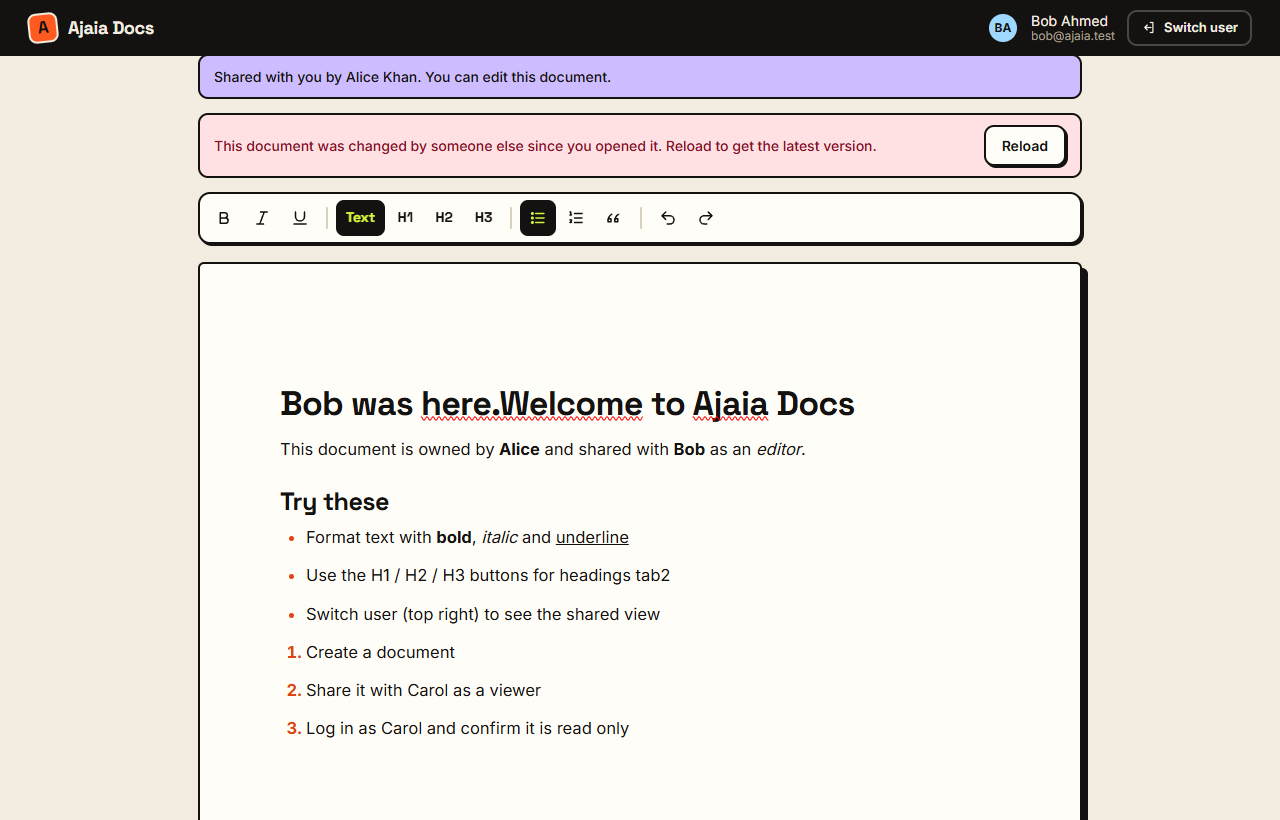 A Ajaia Docs
BA Bob Ahmed
bob@ajaia.test
Switch user
Shared with you by Alice Khan. You can edit this document.
This document was changed by someone else since you opened it. Reload to get the latest version.
Reload
B I U Text H1 H2 H3
Bob was here.Welcome to Ajaia Docs
This document is owned by Alice and shared with Bob as an editor.
Try these
• Format text with bold, italic and underline
• Use the H1 / H2 / H3 buttons for headings tab2
• Switch user (top right) to see the shared view
1. Create a document
2. Share it with Carol as a viewer
3. Log in as Carol and confirm it is read only